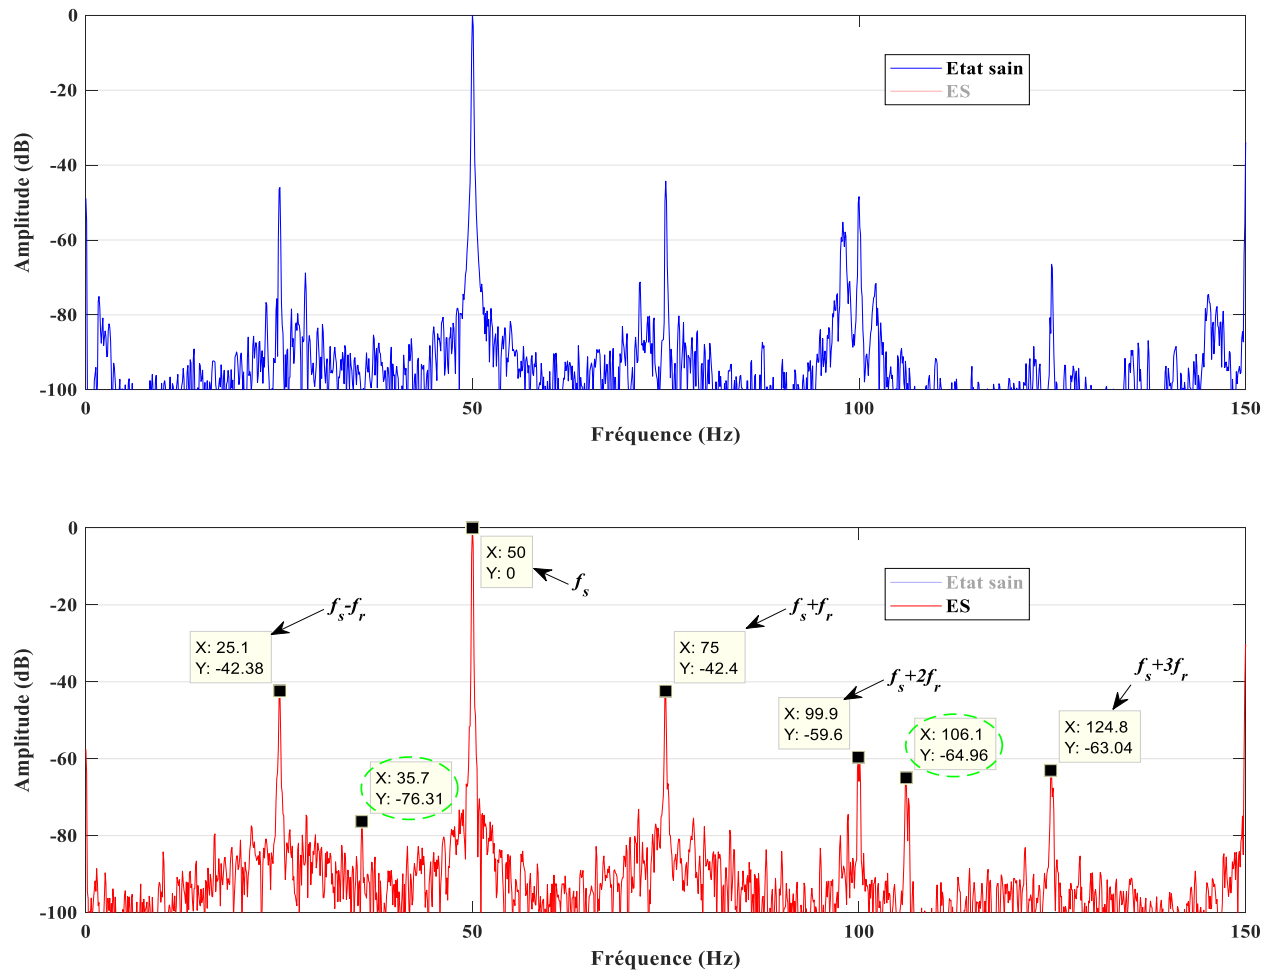 0
-20
-40
-60
-80
-100
Amplitude (dB)
Etat sain
ES
0
50
100
150
Fréquence (Hz)
0
-20
-40
-60
-80
-100
Amplitude (dB)
X: 50
Y: 0
fs
Etat sain
ES
fs-fr
X: 25.1
Y: -42.38
fs+fr
X: 75
Y: -42.4
fs+2fr
X: 99.9
Y: -59.6
fs+3fr
X: 124.8
Y: -63.04
X: 106.1
Y: -64.96
X: 35.7
Y: -76.31
0
50
100
150
Fréquence (Hz)